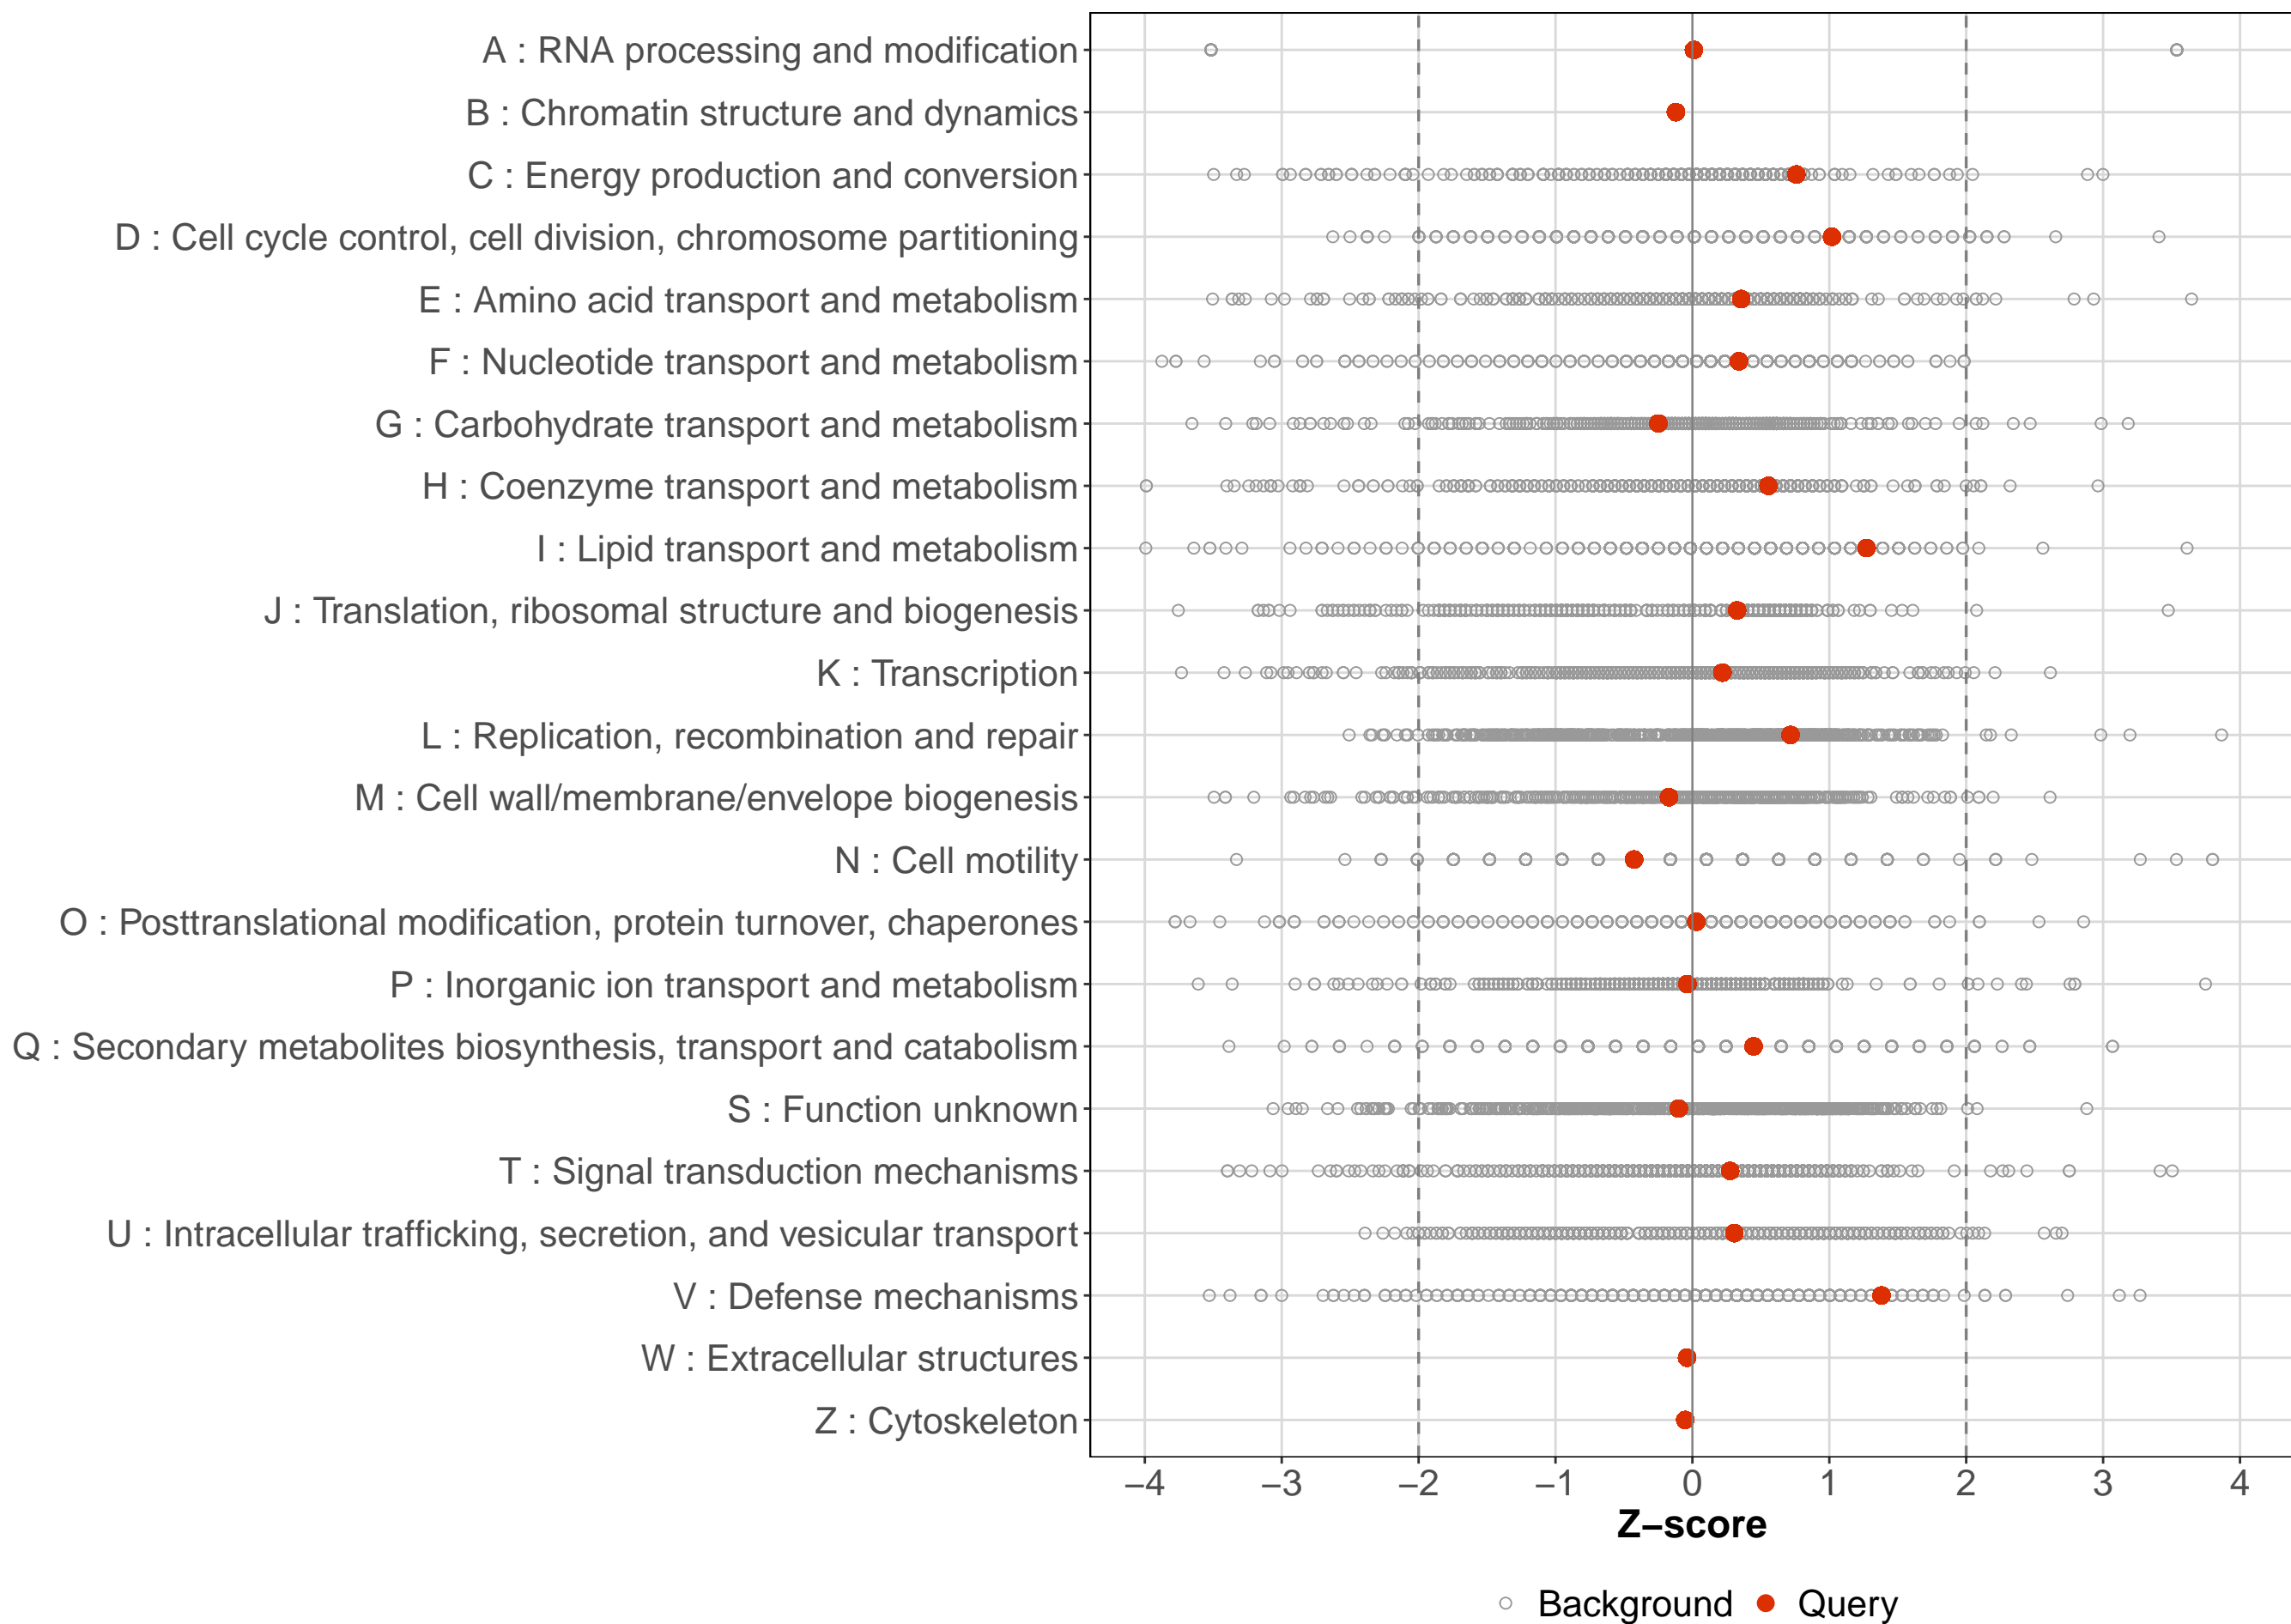 A : RNA processing and modification
B : Chromatin structure and dynamics
C : Energy production and conversion
D : Cell cycle control, cell division, chromosome partitioning
E : Amino acid transport and metabolism
F : Nucleotide transport and metabolism
G : Carbohydrate transport and metabolism
H : Coenzyme transport and metabolism
I : Lipid transport and metabolism
J : Translation, ribosomal structure and biogenesis
K : Transcription
L : Replication, recombination and repair
M : Cell wall/membrane/envelope biogenesis
N : Cell motility
O : Posttranslational modification, protein turnover, chaperones
P : Inorganic ion transport and metabolism
Q : Secondary metabolites biosynthesis, transport and catabolism
S : Function unknown
T : Signal transduction mechanisms
U : Intracellular trafficking, secretion, and vesicular transport
V : Defense mechanisms
W : Extracellular structures
Z : Cytoskeleton
−4 −3 −2 −1 0 1 2 3 4
Z−score
Background Query